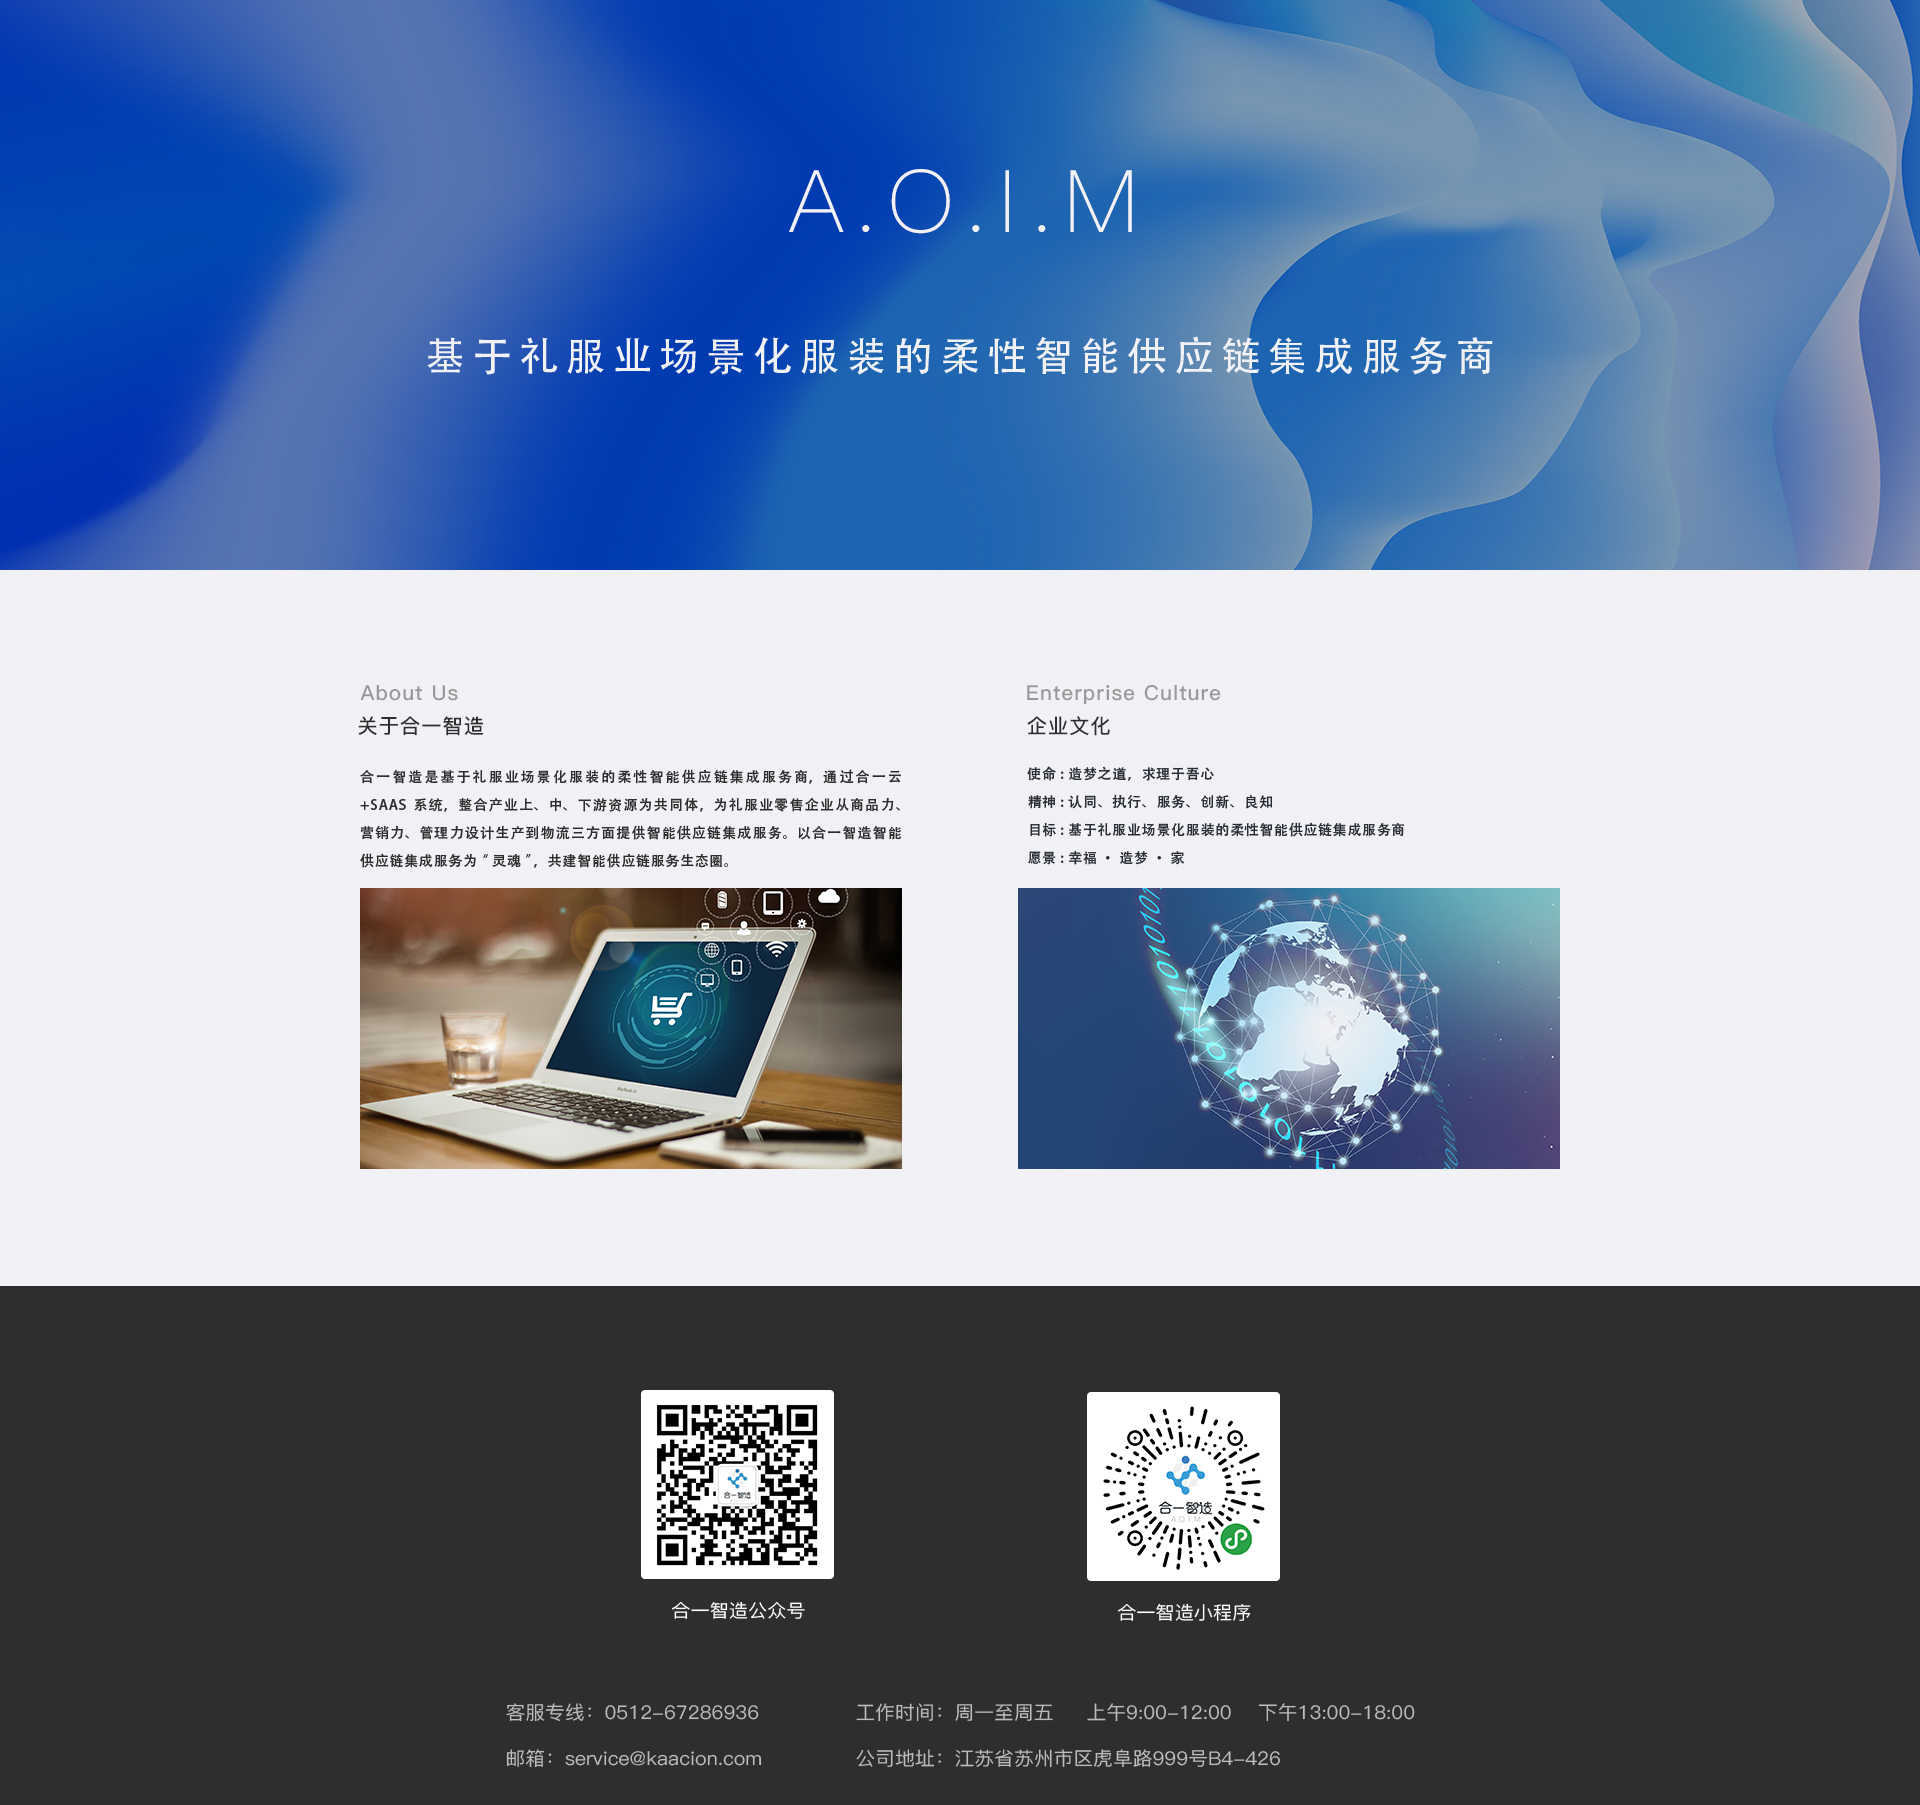 A.O.I.M
基于礼服业场景化服装的柔性智能供应链集成服务商
About Us
关于合一智造
合一智造是基于礼服业场景化服装的柔性智能供应链集成服务商，通过合一云
+SAAS 系统，整合产业上、中、下游资源为共同体，为礼服业零售企业从商品力、
营销力、管理力设计生产到物流三方面提供智能供应链集成服务。以合一智造智能
供应链集成服务为“灵魂”，共建智能供应链服务生态圈。
Enterprise Culture
企业文化
使命：造梦之道，求理于吾心
精神：认同、执行、服务、创新、良知
目标：基于礼服业场景化服装的柔性智能供应链集成服务商
愿景：幸福 • 造梦 • 家
合一智造
合一智造
A.O.I.M
合一智造公众号
合一智造小程序
客服专线：0512-67286936
工作时间：周一至周五 上午9:00-12:00 下午13:00-18:00
邮箱：service@kaacion.com
公司地址：江苏省苏州市区虎阜路999号B4-426